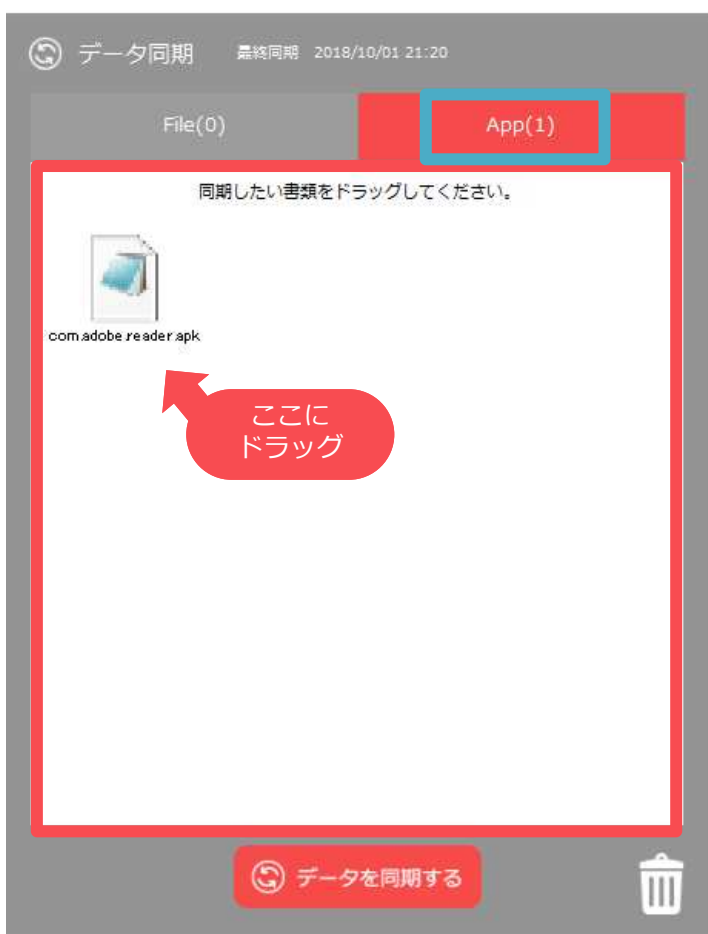 データ同期 最終同期 2018/10/01 21:20
File(0) App(1)
同期したい書類をドラッグしてください。
com.adobe.reader.apk
ここに
ドラッグ
データを同期する